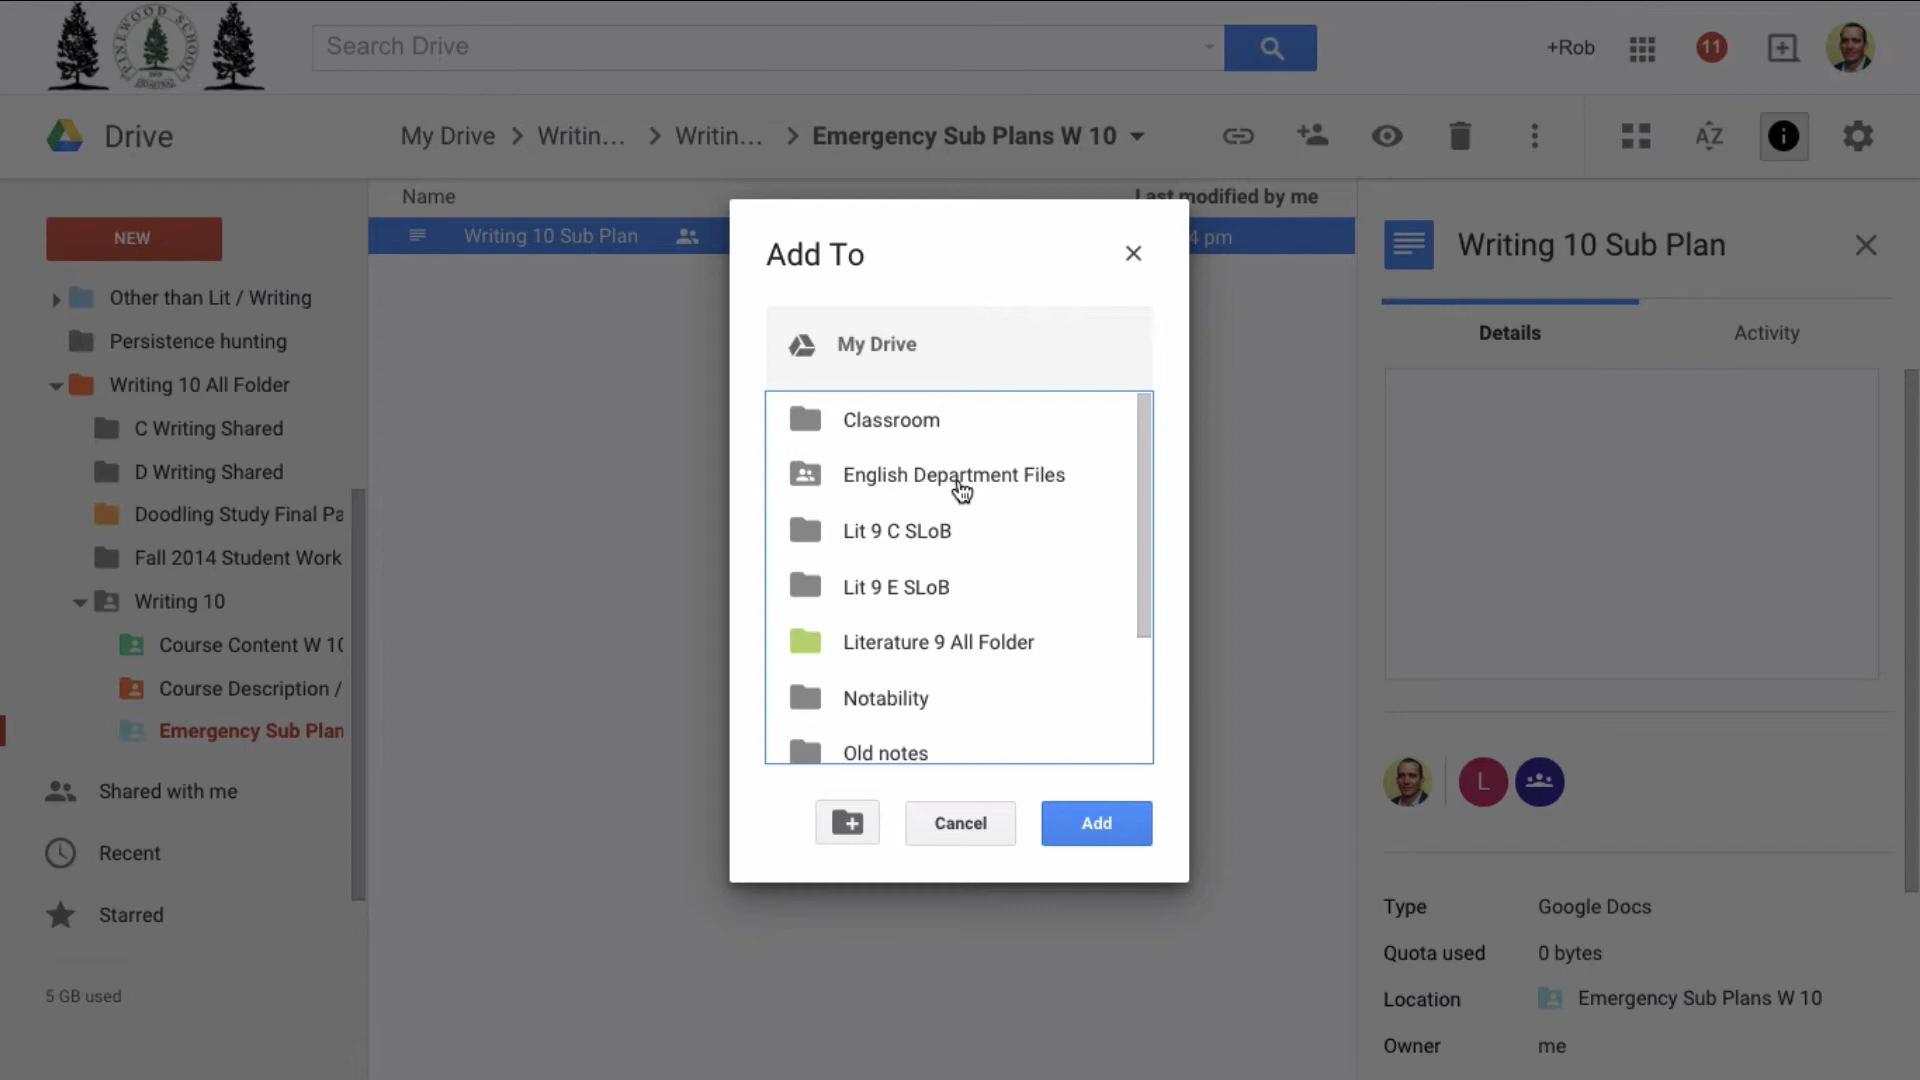 PINEWOOD SCHOOL
Search Drive
+Rob
11
Drive
My Drive > Writin... > Writin... > Emergency Sub Plans W 10
AZ
Name
Last modified by me
NEW
Writing 10 Sub Plan
4 pm
Other than Lit / Writing
Persistence hunting
Writing 10 All Folder
C Writing Shared
D Writing Shared
Doodling Study Final Pa
Fall 2014 Student Work
Writing 10
Course Content W 10
Course Description /
Emergency Sub Plan
Shared with me
Recent
Starred
5 GB used
Add To
My Drive
Classroom
English Department Files
Lit 9 C SLoB
Lit 9 E SLoB
Literature 9 All Folder
Notability
Old notes
Cancel
Add
Writing 10 Sub Plan
Details
Activity
L
Type
Google Docs
Quota used
0 bytes
Location
Emergency Sub Plans W 10
Owner
me